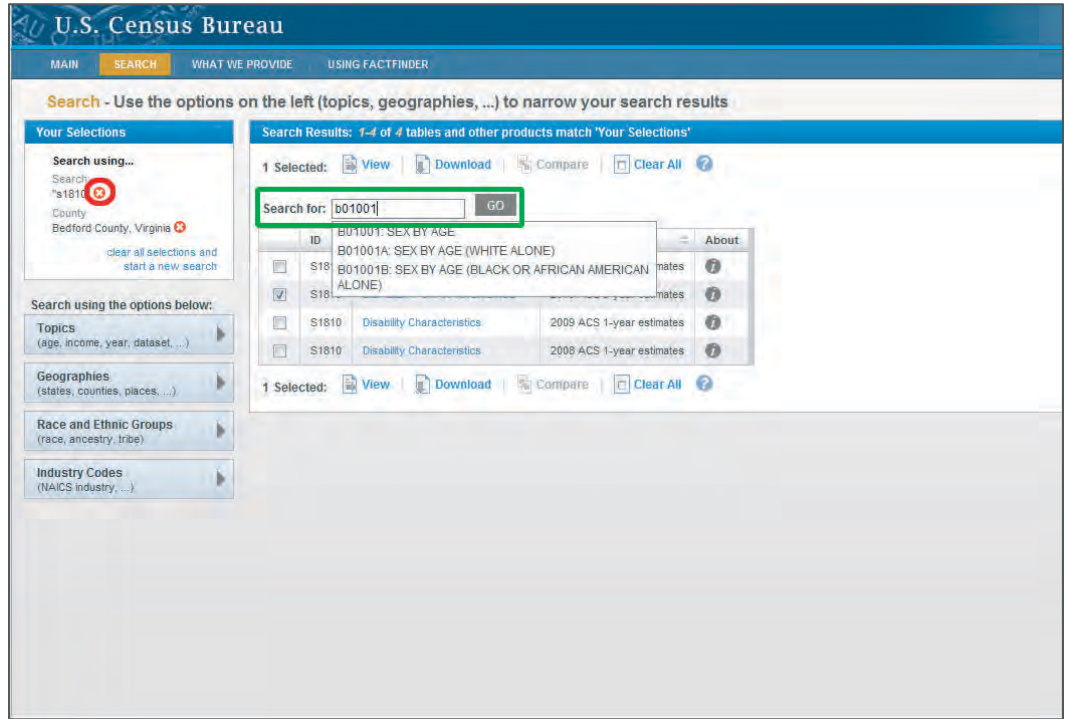 U.S. Census Bureau
MAIN SEARCH WHAT WE PROVIDE USING FACTFINDER
Search - Use the options on the left (topics, geographies, ...) to narrow your search results
Your Selections
Search using...
Search:
"s1810
County
Bedford County, Virginia
clear all selections and
start a new search
Search using the options below:
Topics
(age, income, year, dataset, ...)
Geographies
(states, counties, places, ...)
Race and Ethnic Groups
(race, ancestry, tribe)
Industry Codes
(NAICS industry, ...)
Search Results: 1-4 of 4 tables and other products match 'Your Selections'
1 Selected: View Download Compare Clear All
Search for: b01001 GO
B01001: SEX BY AGE
B01001A: SEX BY AGE (WHITE ALONE)
B01001B: SEX BY AGE (BLACK OR AFRICAN AMERICAN
ALONE)
ID About
S18 mates
S1810 mates
S1810 Disability Characteristics 2009 ACS 1-year estimates
S1810 Disability Characteristics 2008 ACS 1-year estimates
1 Selected: View Download Compare Clear All